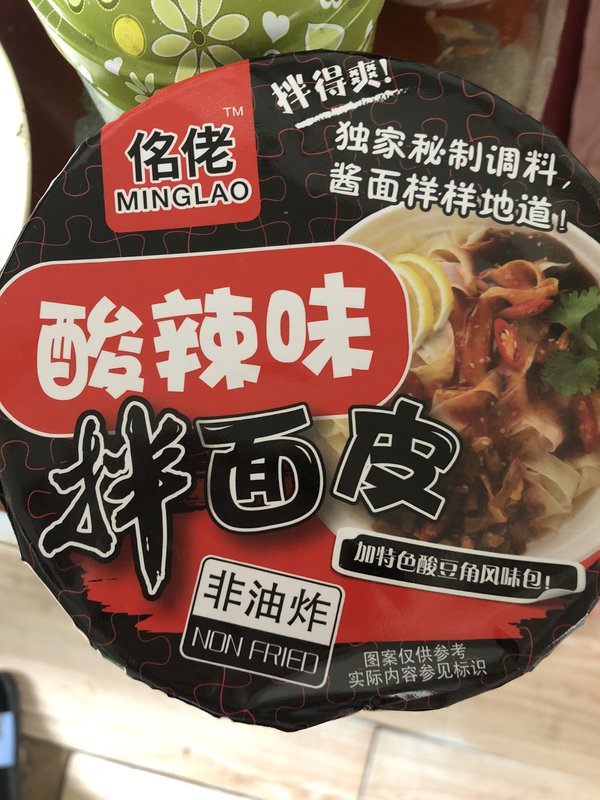 拌得爽!
独家秘制调料,
酱面样样地道!
TM
佲佬
MINGLAO
酸辣味
拌面皮
加特色酸豆角风味包!
非油炸
NON FRIED
图案仅供参考
实际内容参见标识